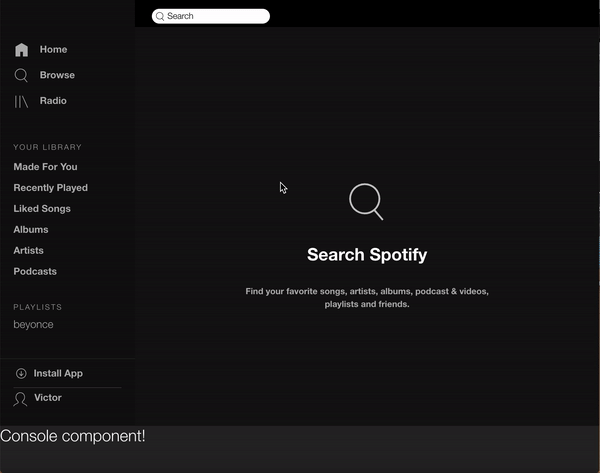 Search
Home
Browse
Radio
YOUR LIBRARY
Made For You
Recently Played
Liked Songs
Albums
Artists
Podcasts
PLAYLISTS
beyonce
Install App
Victor
Search Spotify
Find your favorite songs, artists, albums, podcast & videos,
playlists and friends.
Console component!